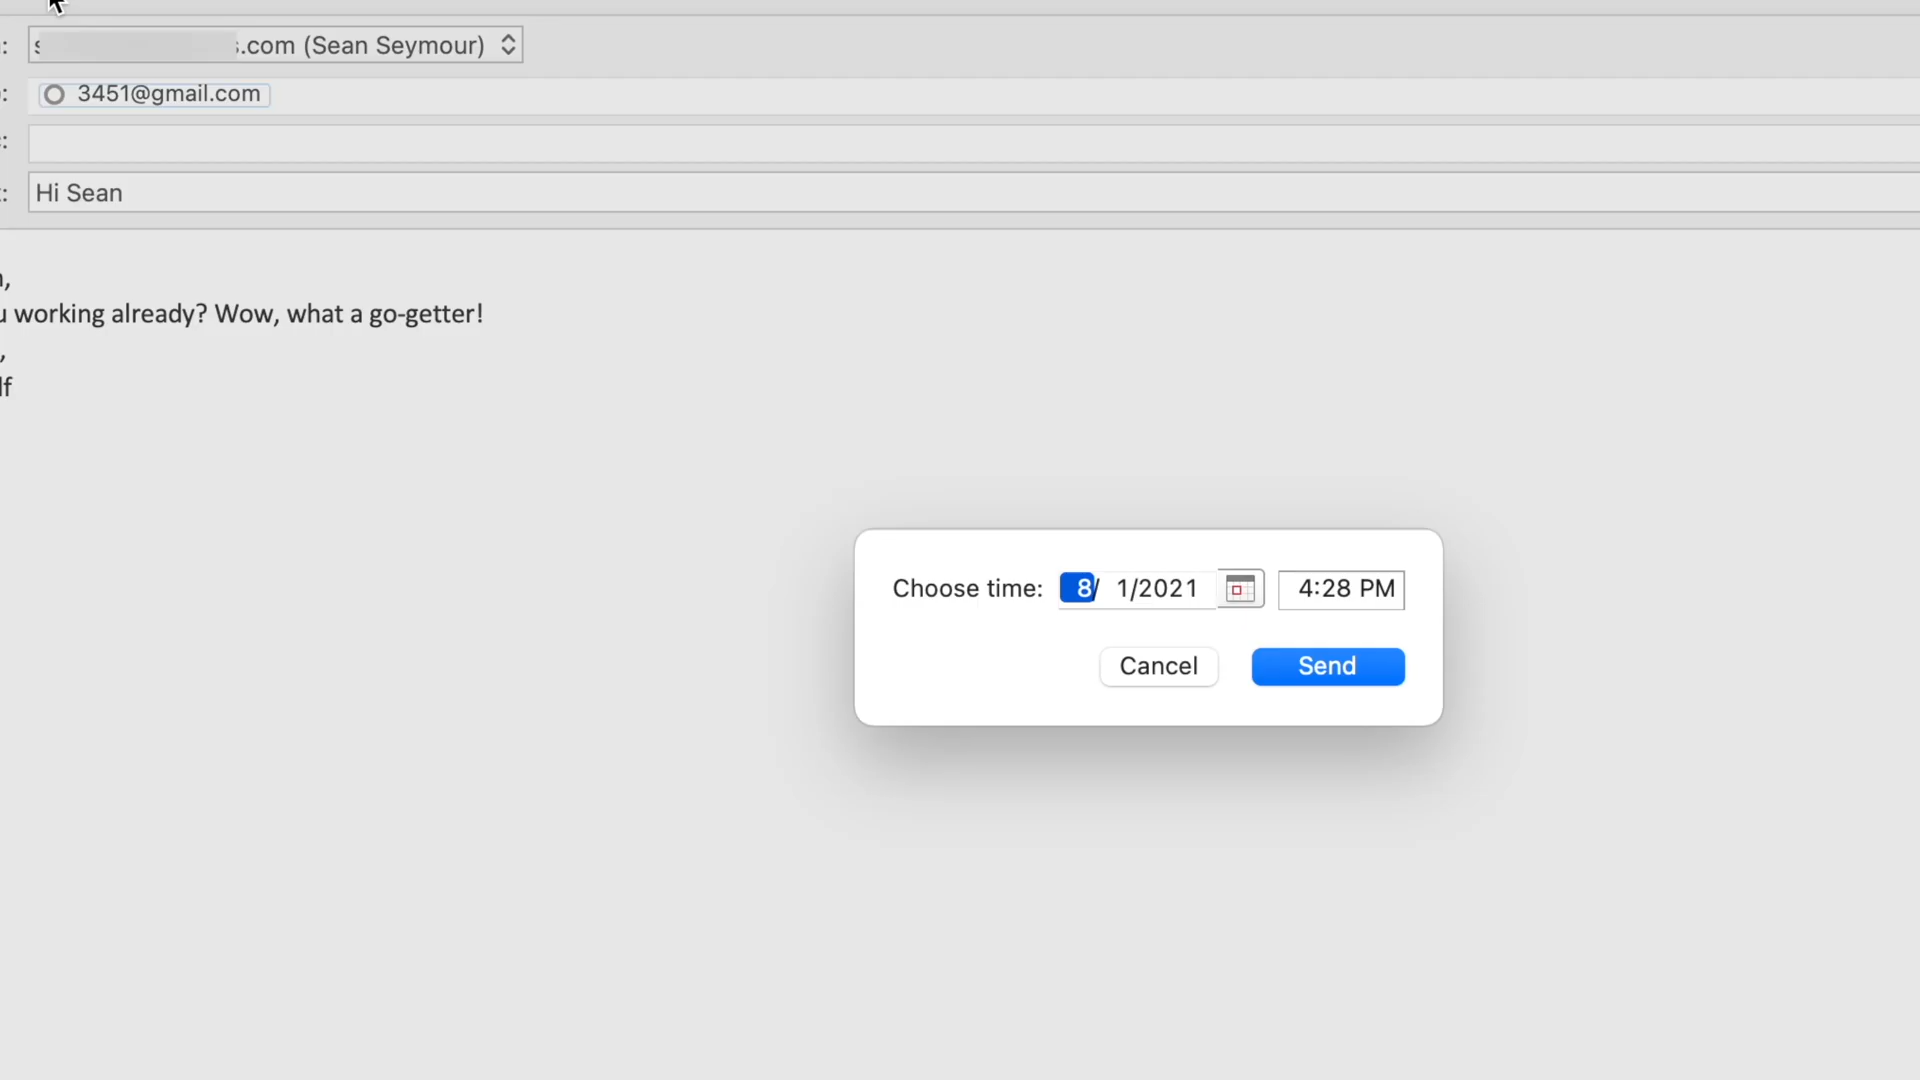 .com (Sean Seymour)
3451@gmail.com
Hi Sean
working already? Wow, what a go-getter!
Choose time: 8/ 1/2021 4:28 PM
Cancel Send